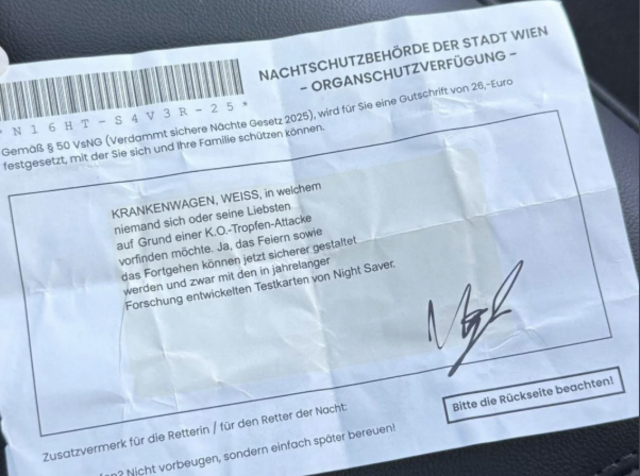 NACHTSCHUTZBEHÖRDE DER STADT WIEN
- ORGANSCHUTZVERFÜGUNG -
* N 1 6 H T - S 4 V 3 R - 2 5 *
Gemäß § 50 VsNG (Verdammt sichere Nächte Gesetz 2025), wird für Sie eine Gutschrift von 26,-Euro
festgesetzt, mit der Sie sich und Ihre Familie schützen können.
KRANKENWAGEN, WEISS, in welchem
niemand sich oder seine Liebsten
auf Grund einer K.O.-Tropfen-Attacke
vorfinden möchte. Ja, das Feiern sowie
das Fortgehen können jetzt sicherer gestaltet
werden und zwar mit den in jahrelanger
Forschung entwickelten Testkarten von Night Saver.
Bitte die Rückseite beachten!
Zusatzvermerk für die Retterin / für den Retter der Nacht:
Nicht vorbeugen, sondern einfach später bereuen!